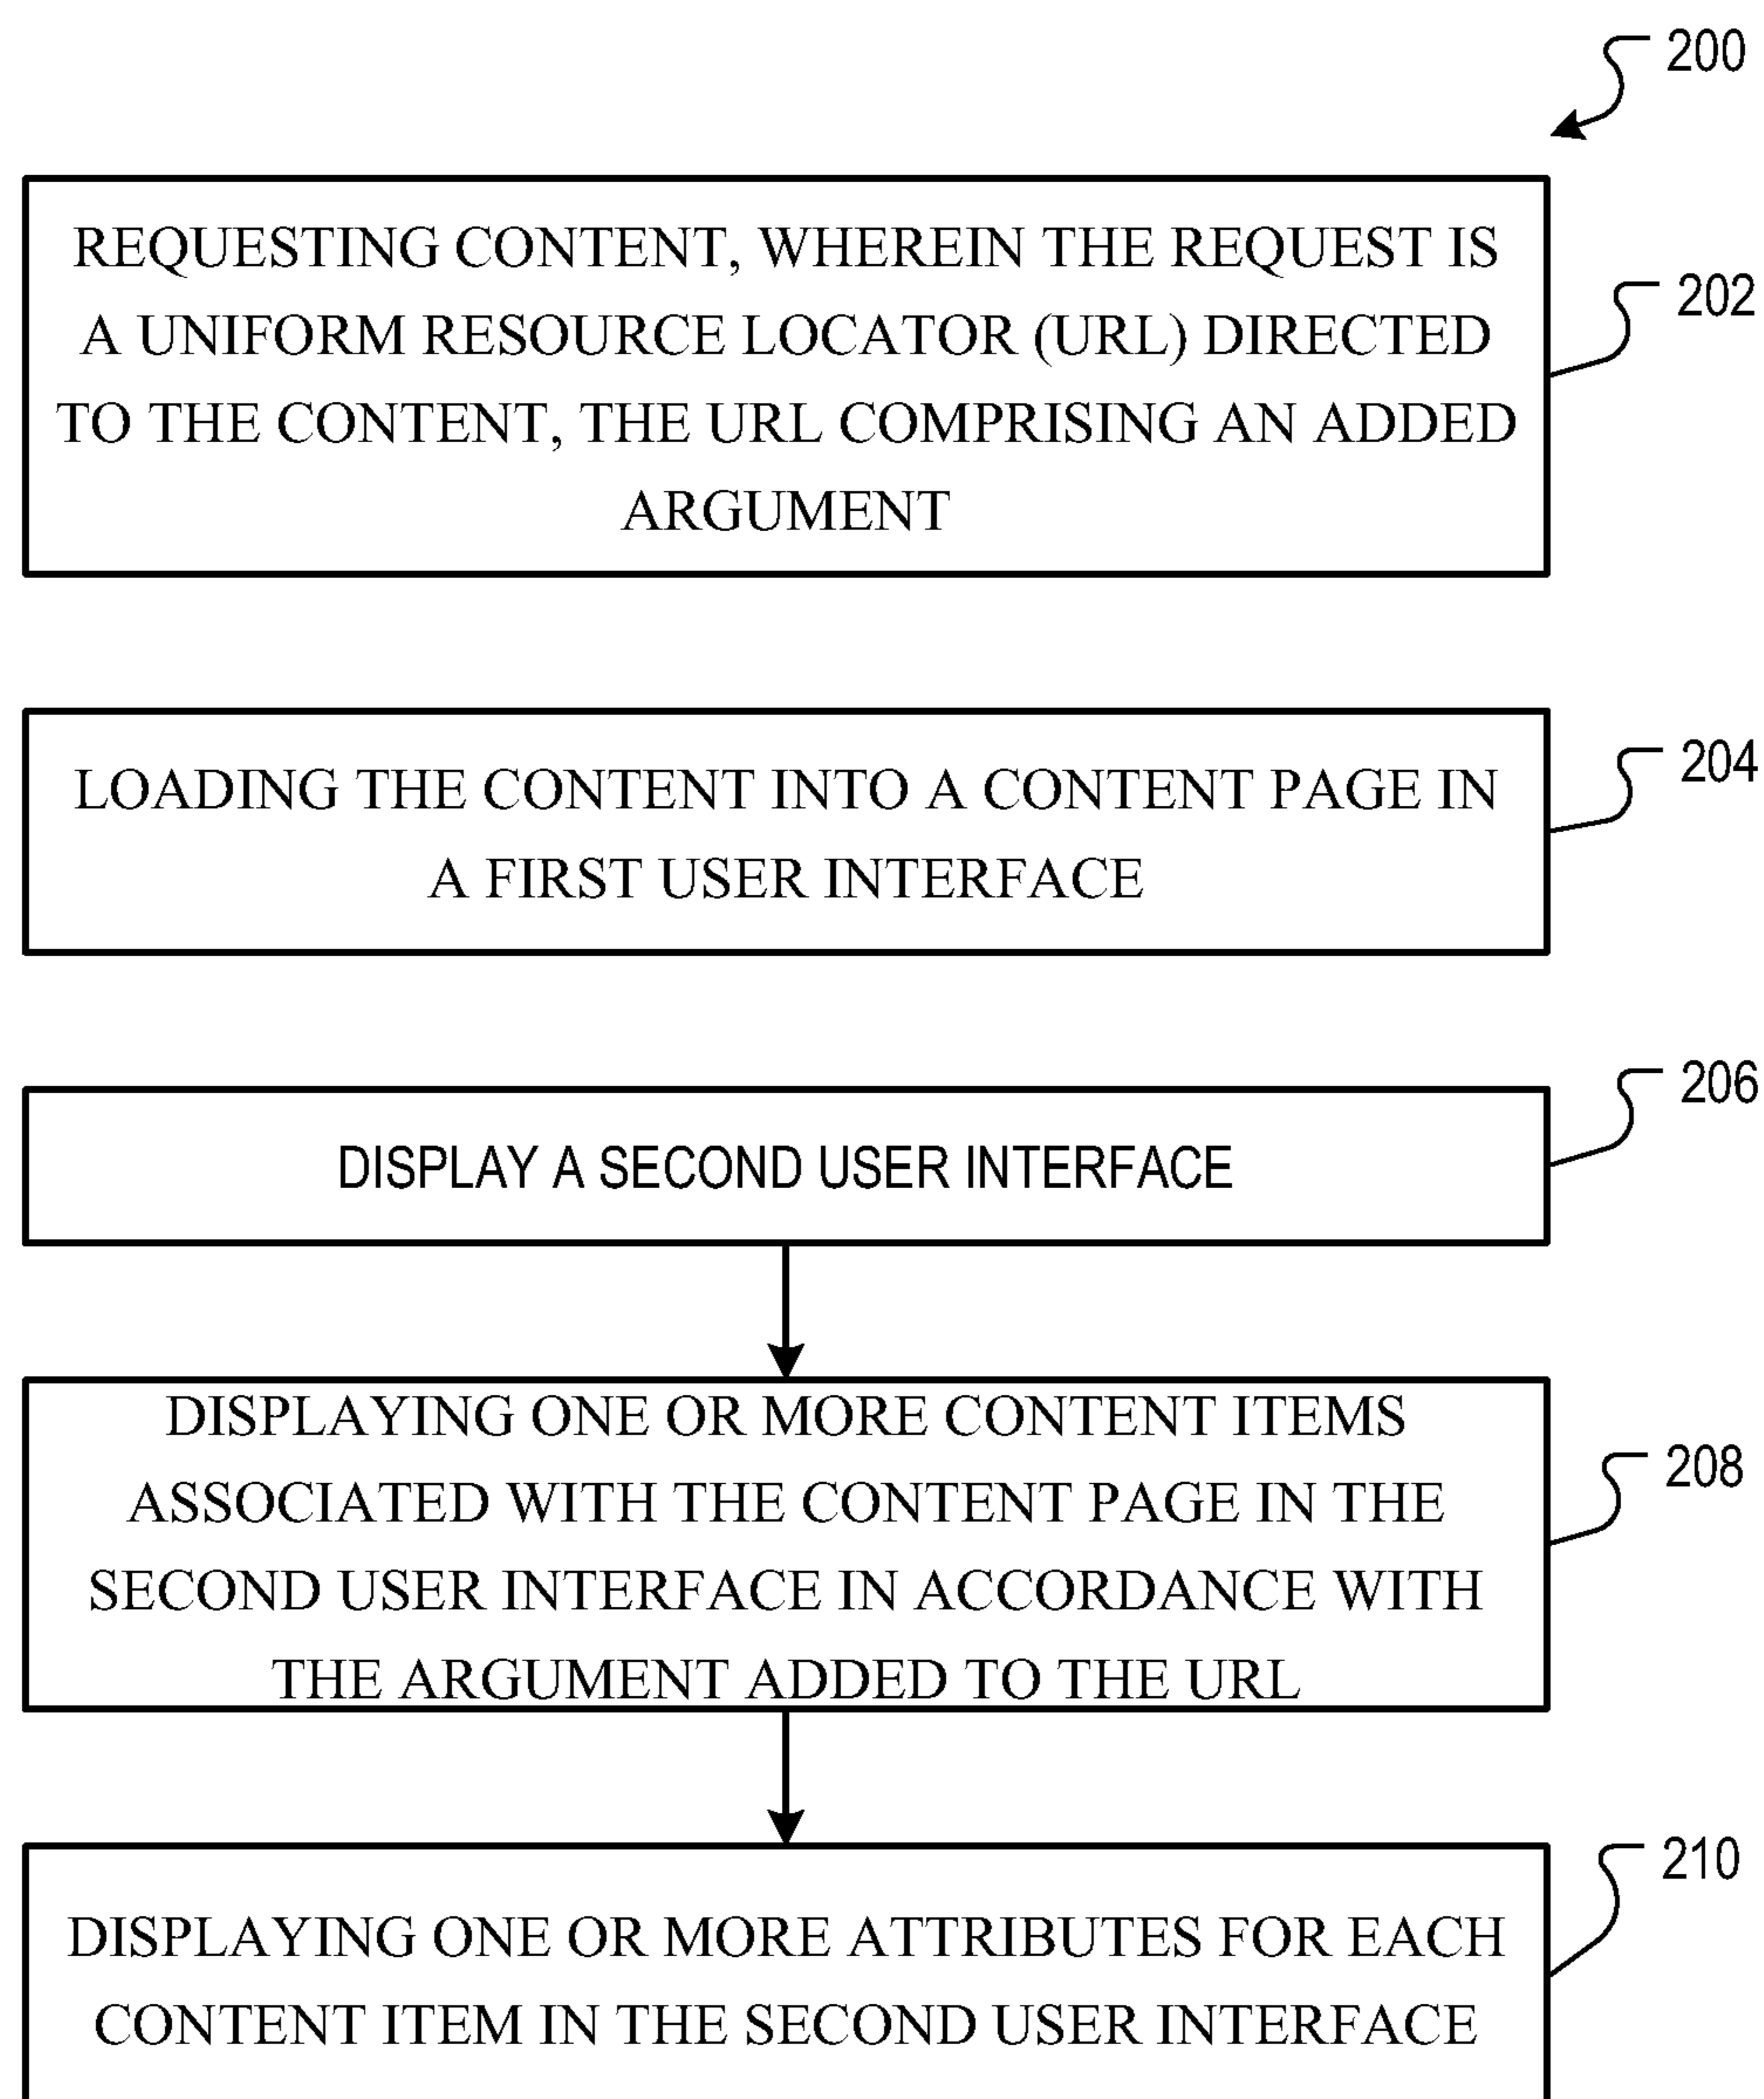 200
REQUESTING CONTENT, WHEREIN THE REQUEST IS
A UNIFORM RESOURCE LOCATOR (URL) DIRECTED
TO THE CONTENT, THE URL COMPRISING AN ADDED
ARGUMENT
202
LOADING THE CONTENT INTO A CONTENT PAGE IN
A FIRST USER INTERFACE
204
DISPLAY A SECOND USER INTERFACE
206
DISPLAYING ONE OR MORE CONTENT ITEMS
ASSOCIATED WITH THE CONTENT PAGE IN THE
SECOND USER INTERFACE IN ACCORDANCE WITH
THE ARGUMENT ADDED TO THE URL
208
DISPLAYING ONE OR MORE ATTRIBUTES FOR EACH
CONTENT ITEM IN THE SECOND USER INTERFACE
210